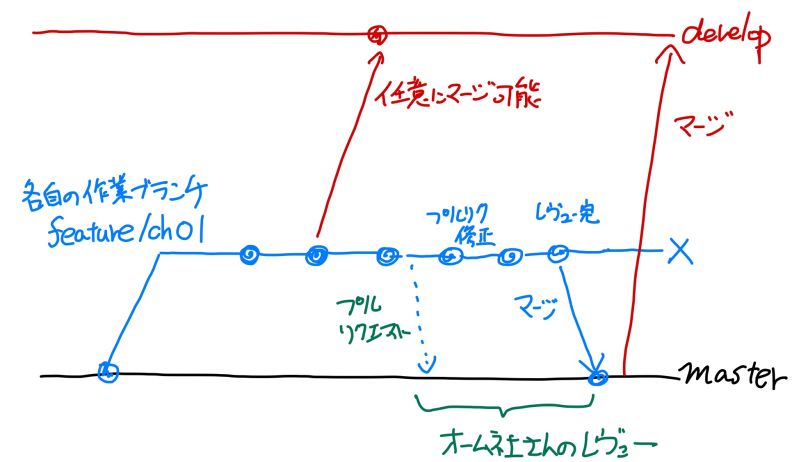 develop
任意にマージ可能
マージ
各自の作業ブランチ
feature/ch01
プルリク
修正
レヴュー完
プル
リクエスト
マージ
master
オーム社さんのレヴュー